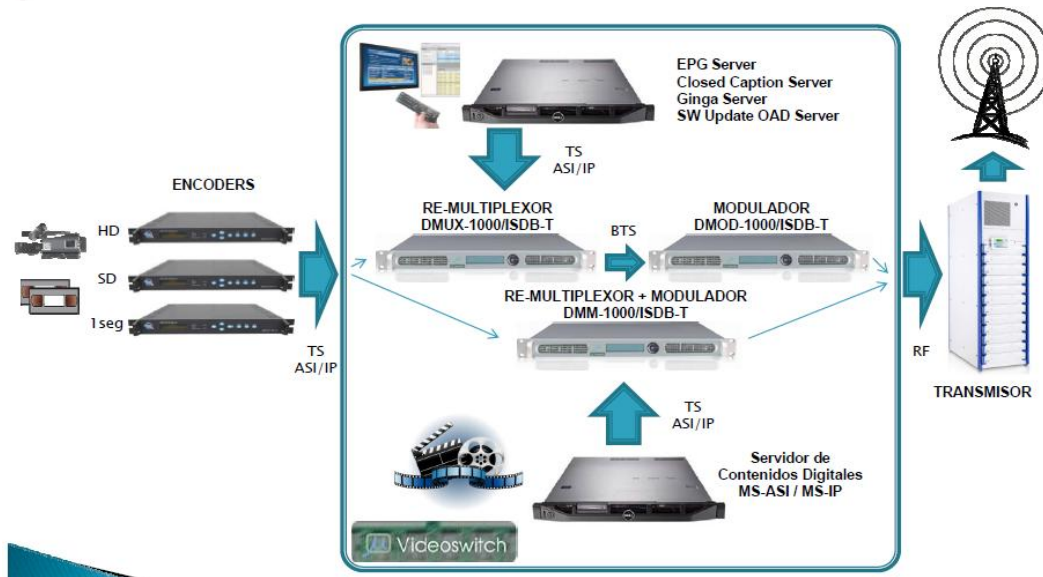 EPG Server
Closed Caption Server
Ginga Server
SW Update OAD Server
TS
ASI/IP
ENCODERS
HD
SD
1seg
TS
ASI/IP
RE-MULTIPLEXOR
DMUX-1000/ISDB-T
BTS
MODULADOR
DMOD-1000/ISDB-T
RE-MULTIPLEXOR + MODULADOR
DMM-1000/ISDB-T
RF
TRANSMISOR
TS
ASI/IP
Servidor de
Contenidos Digitales
MS-ASI / MS-IP
Videoswitch